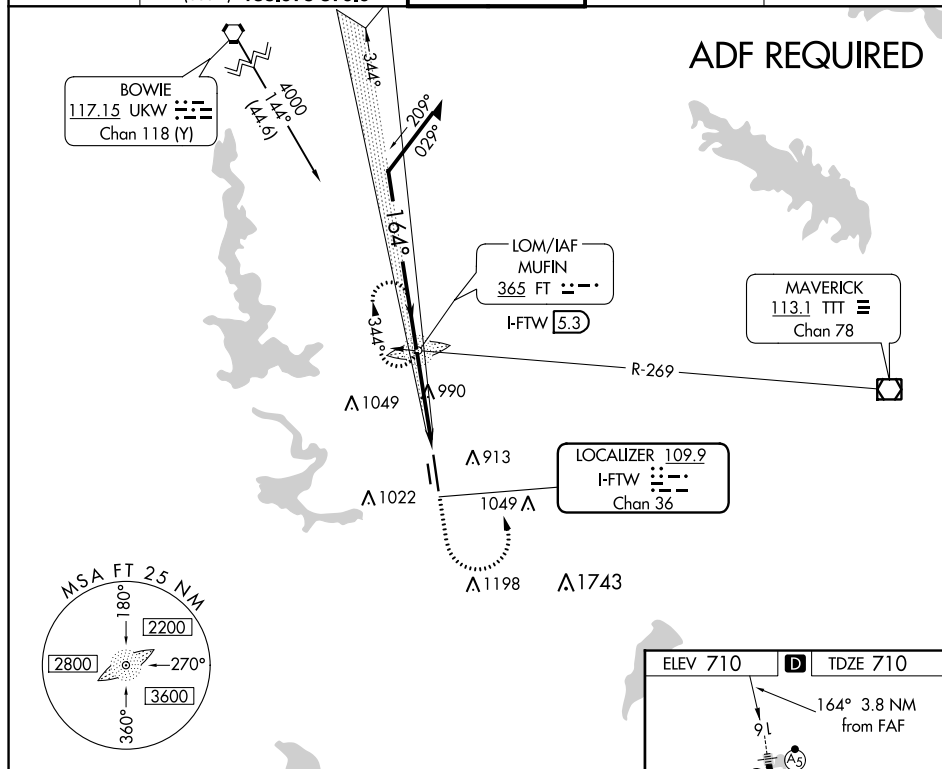 ADF REQUIRED
BOWIE
117.15 UKW
Chan 118 (Y)
4000
144°
(44.6)
344°
209°
029°
164°
LOM/IAF
MUFIN
365 FT
I-FTW 5.3
MAVERICK
113.1 TTT
Chan 78
344°
R-269
1049
990
913
LOCALIZER 109.9
I-FTW
Chan 36
1022
1049
1198
1743
MSA FT 25 NM
180°
2200
2800
270°
3600
360°
ELEV 710
D
TDZE 710
164° 3.8 NM
from FAF
16
A5